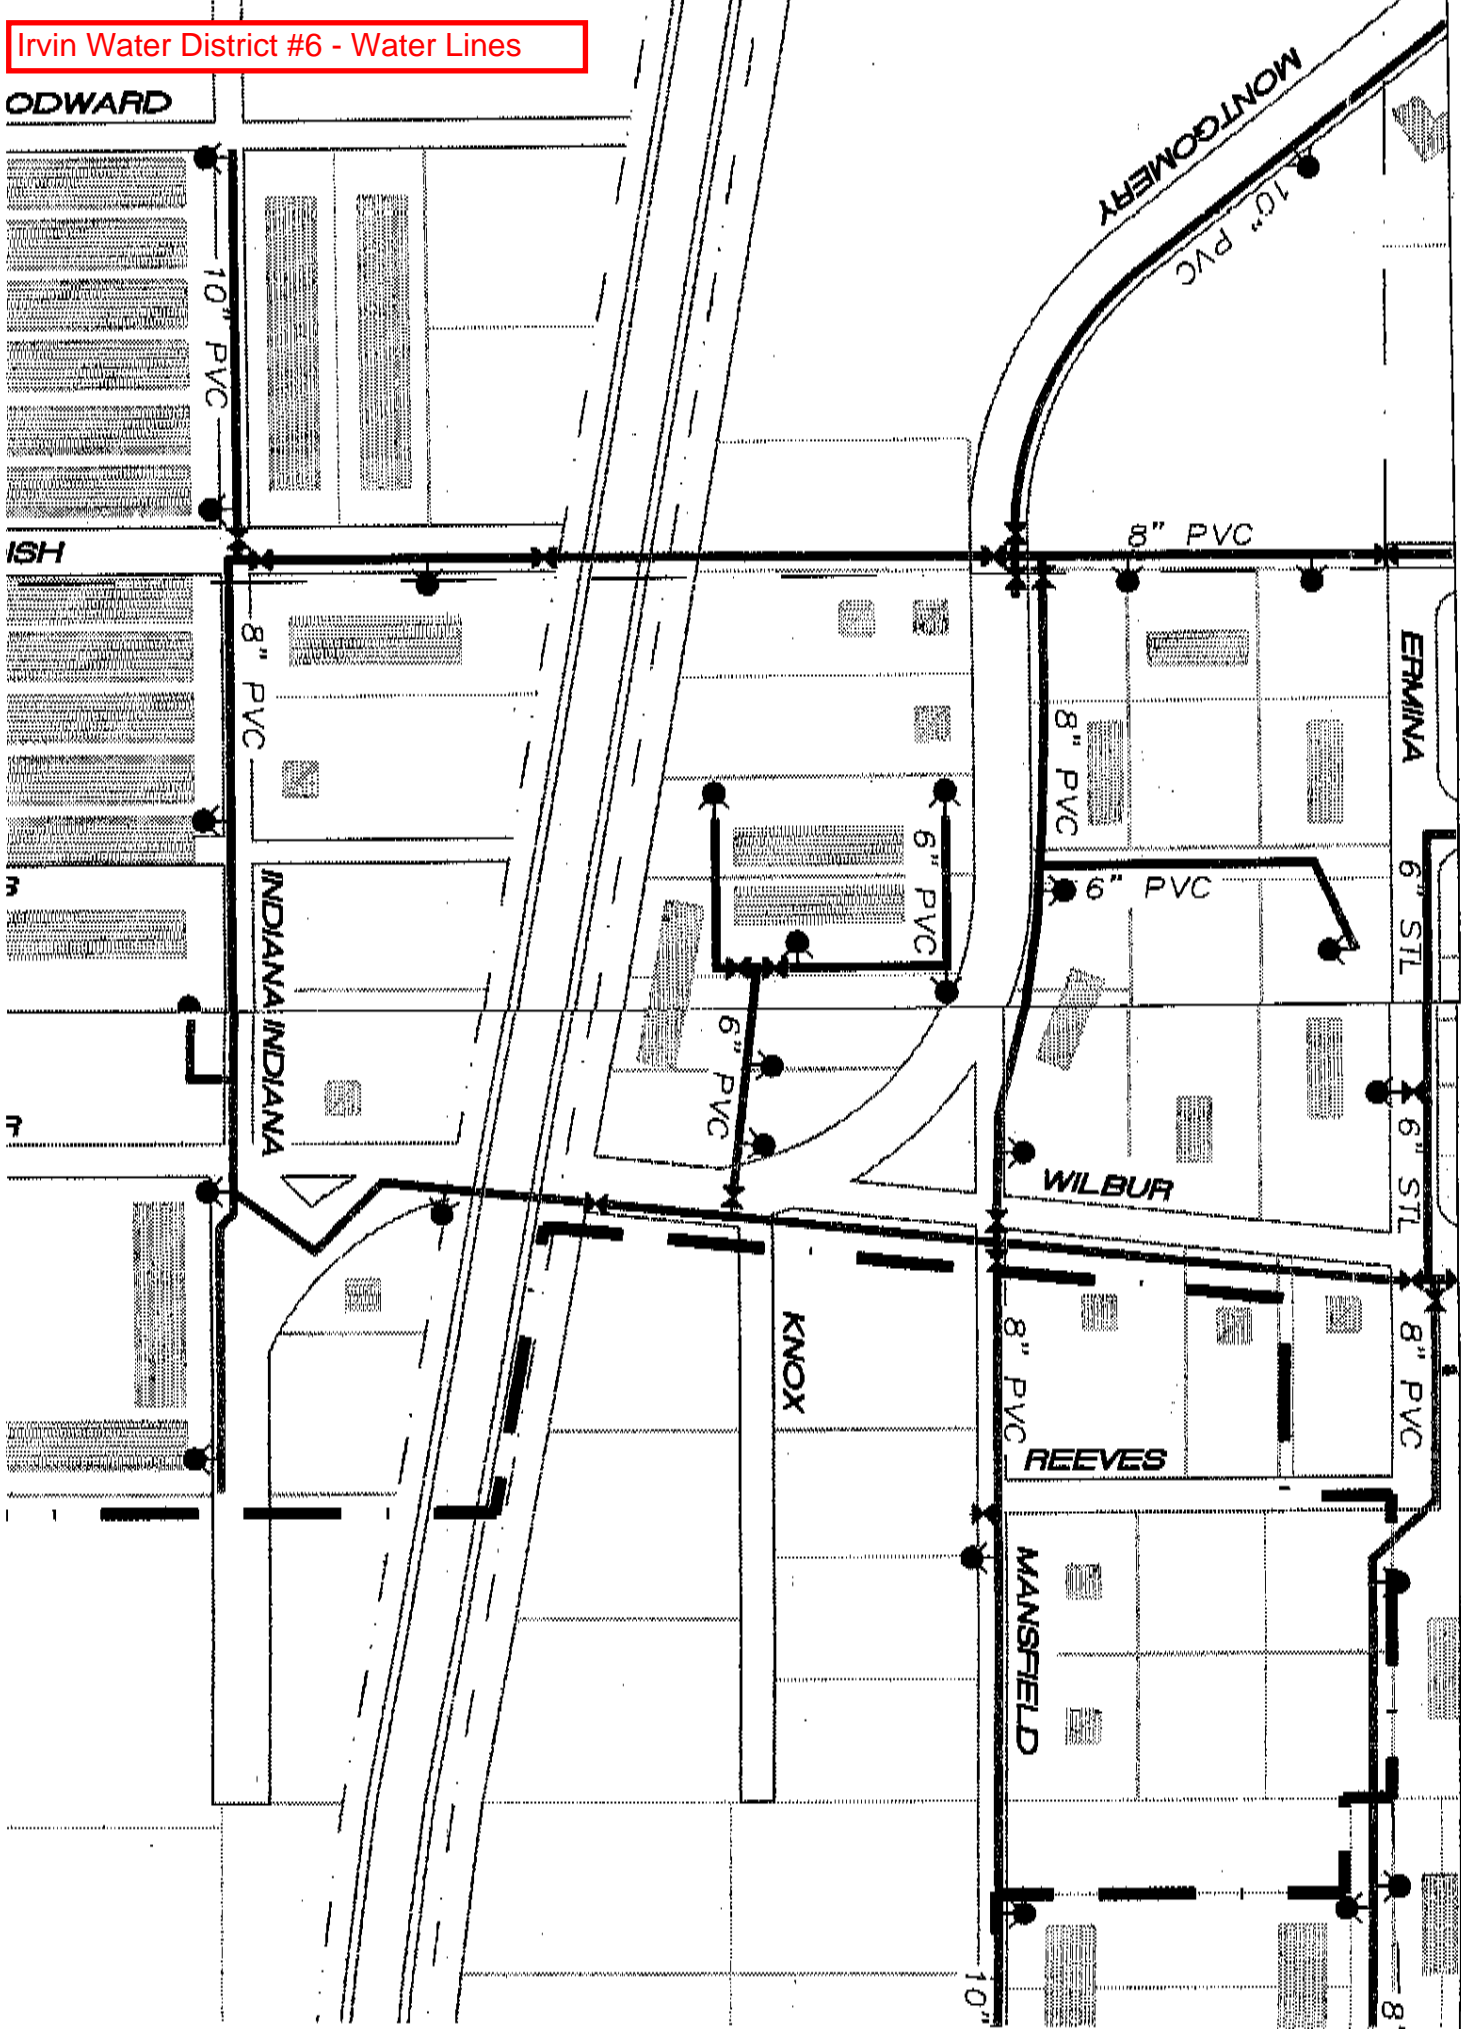 Irvin Water District #6 - Water Lines
ODWARD
MONTGOMERY
10" PVC
10" PVC
ISH
8" PVC
8" PVC
ERMINA
8" PVC
6" PVC
6" PVC
6" STL
INDIANA
INDIANA
6" PVC
R
6" STL
WILBUR
KNOX
8" PVC
8" PVC
REEVES
MANSFIELD
10"
8"